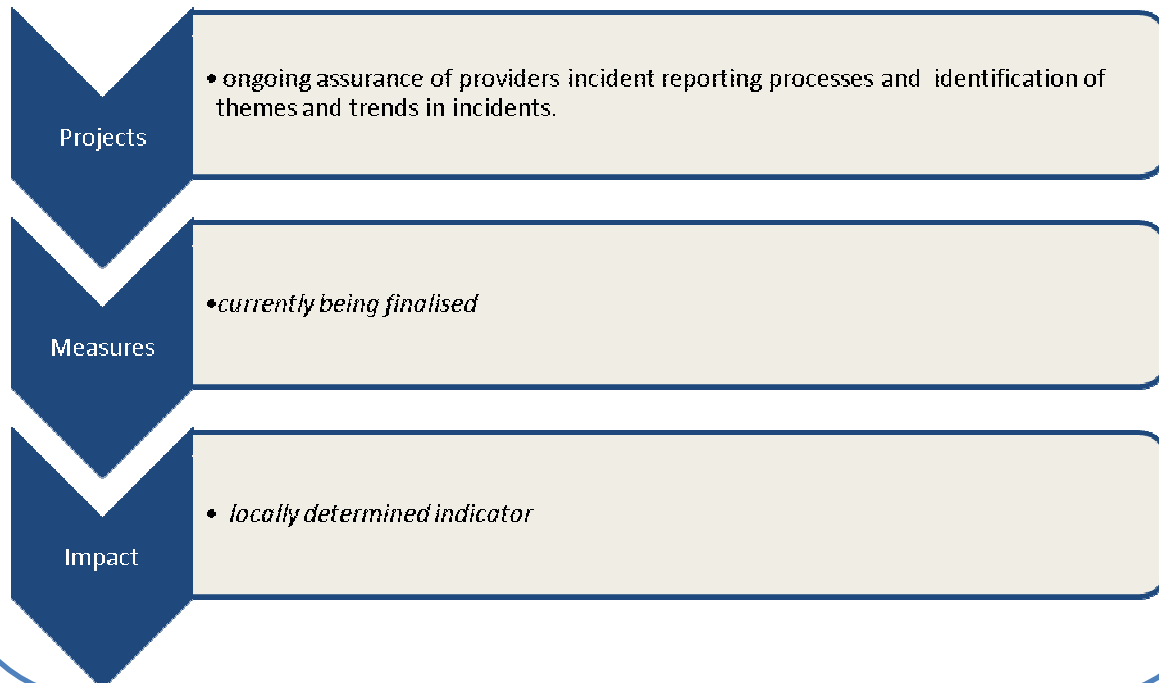 Projects
• ongoing assurance of providers incident reporting processes and identification of
themes and trends in incidents.
Measures
•currently being finalised
Impact
• locally determined indicator